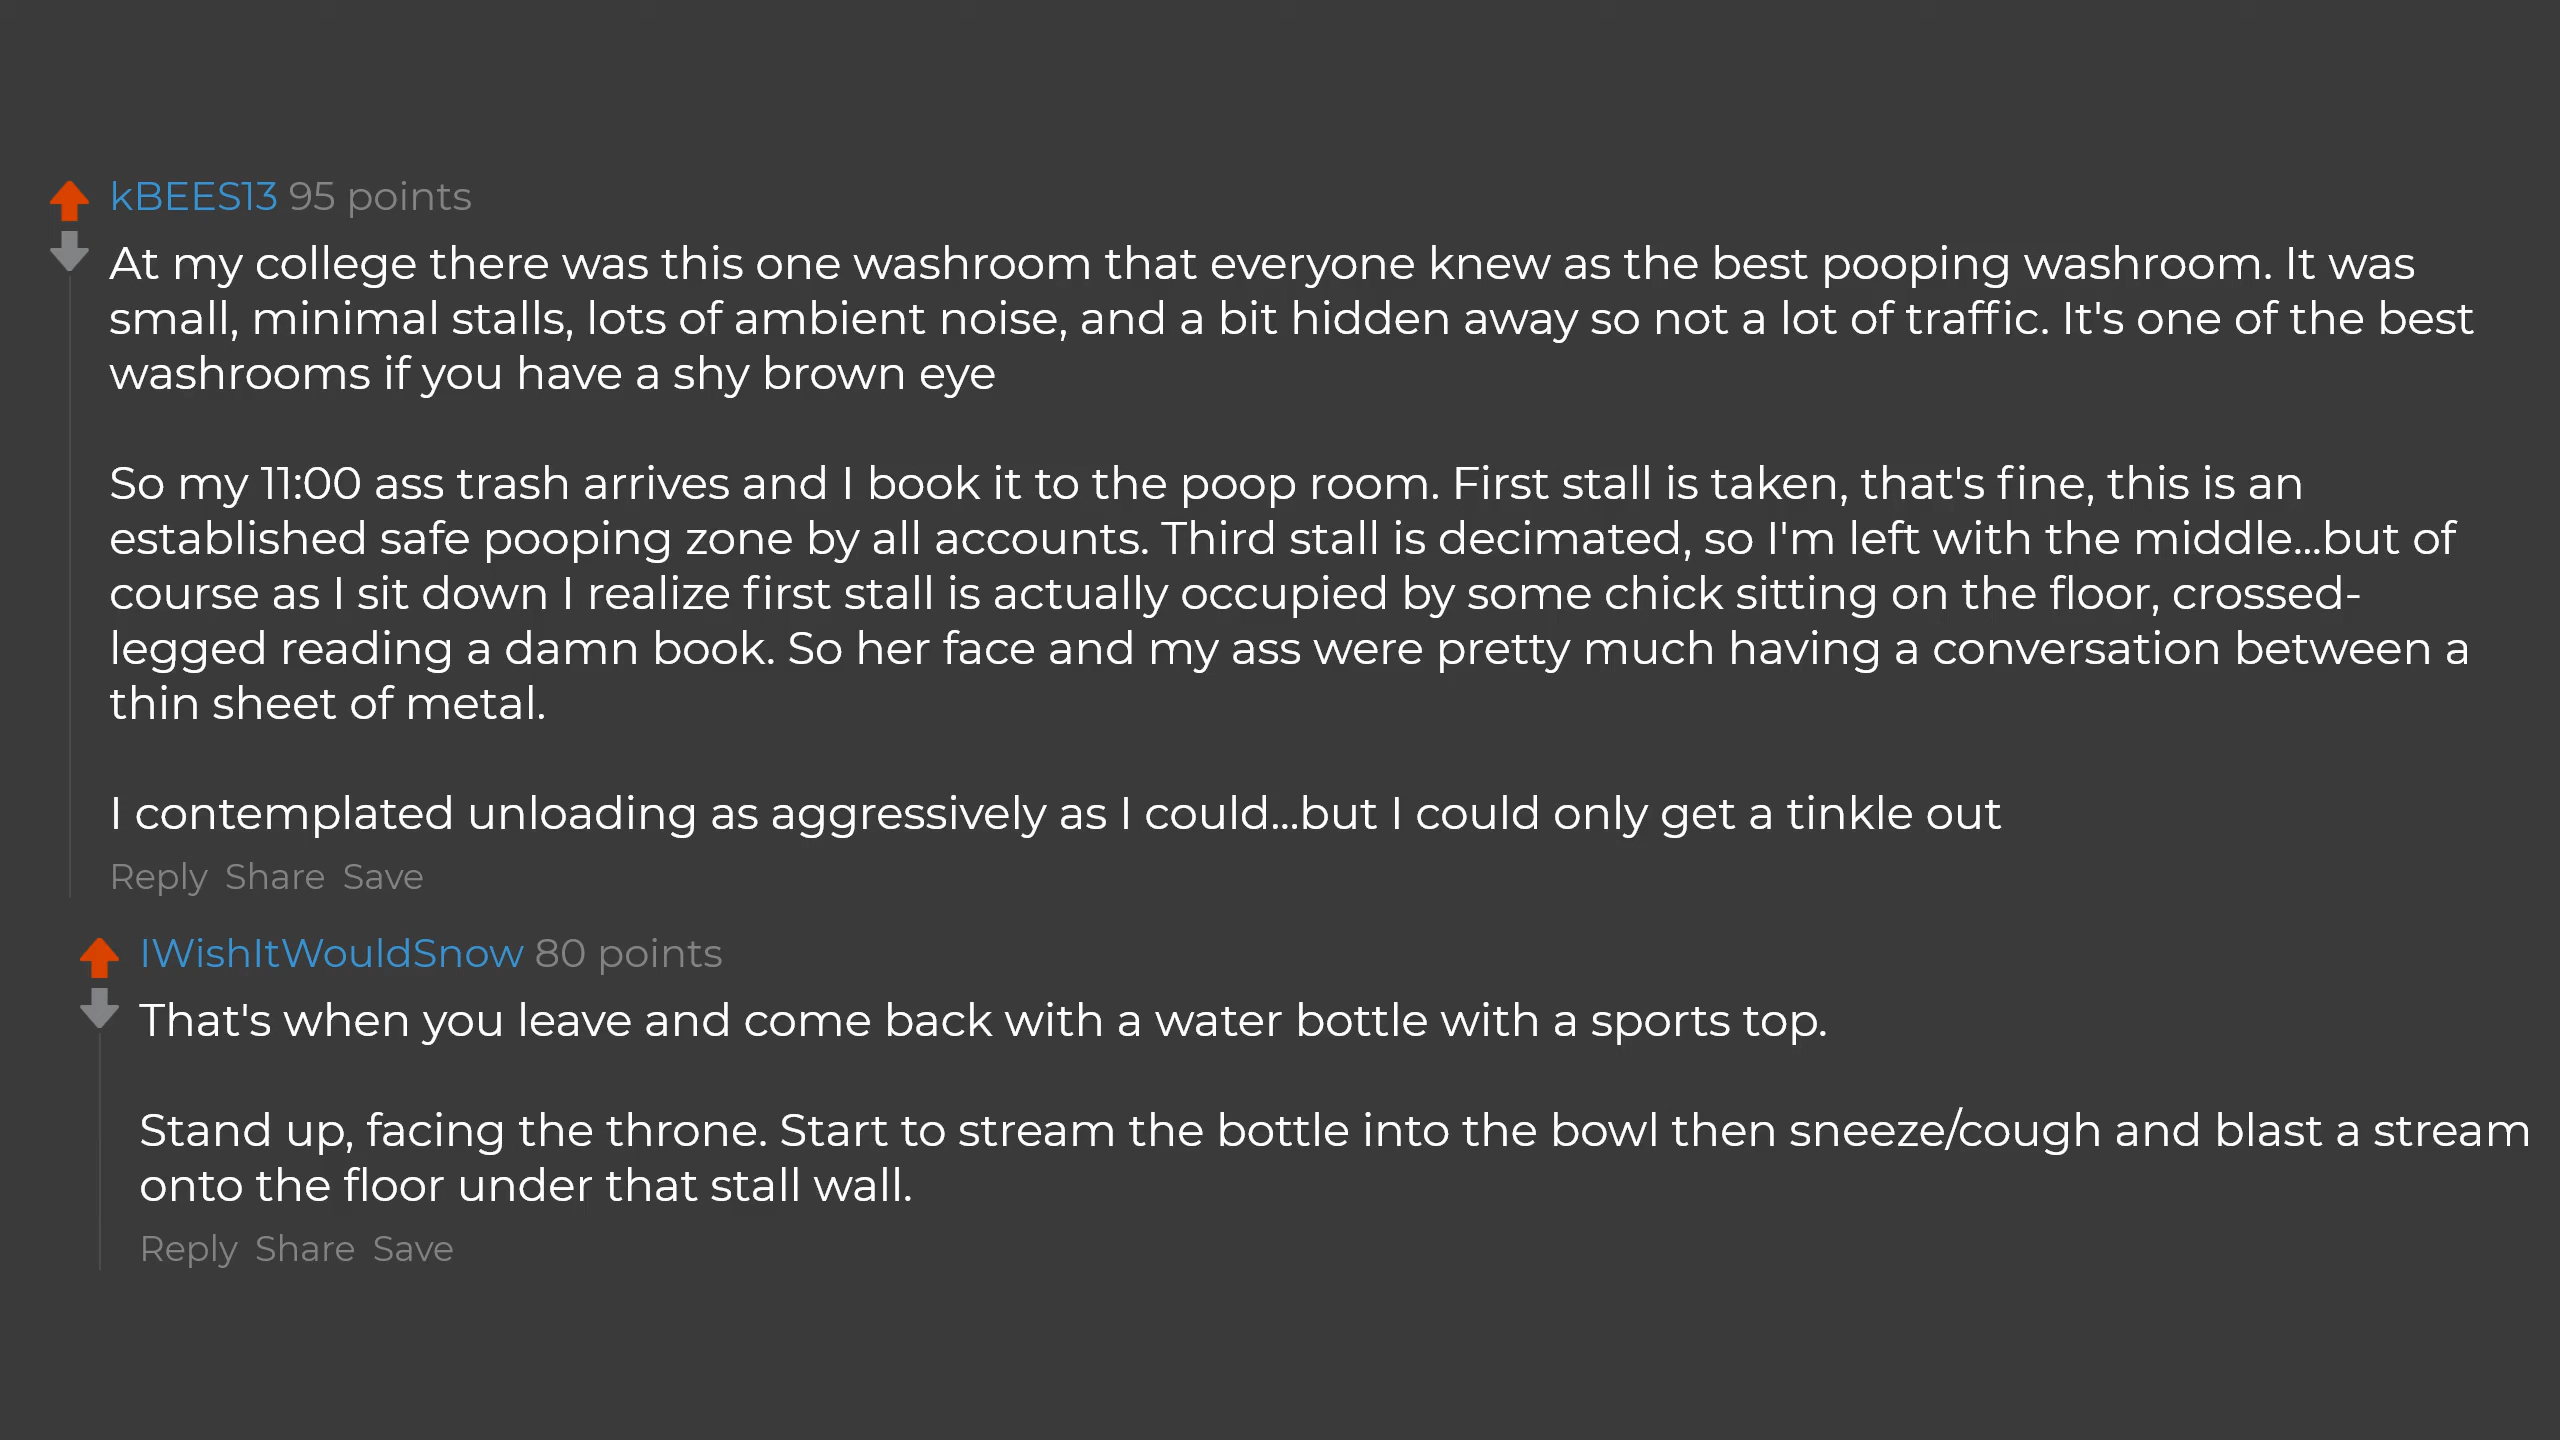 kBEES13 95 points
At my college there was this one washroom that everyone knew as the best pooping washroom. It was
small, minimal stalls, lots of ambient noise, and a bit hidden away so not a lot of traffic. It's one of the best
washrooms if you have a shy brown eye
So my 11:00 ass trash arrives and I book it to the poop room. First stall is taken, that's fine, this is an
established safe pooping zone by all accounts. Third stall is decimated, so I'm left with the middle...but of
course as I sit down I realize first stall is actually occupied by some chick sitting on the floor, crossed-
legged reading a damn book. So her face and my ass were pretty much having a conversation between a
thin sheet of metal.
I contemplated unloading as aggressively as I could...but I could only get a tinkle out
Reply Share Save
IWishItWouldSnow 80 points
That's when you leave and come back with a water bottle with a sports top.
Stand up, facing the throne. Start to stream the bottle into the bowl then sneeze/cough and blast a stream
onto the floor under that stall wall.
Reply Share Save